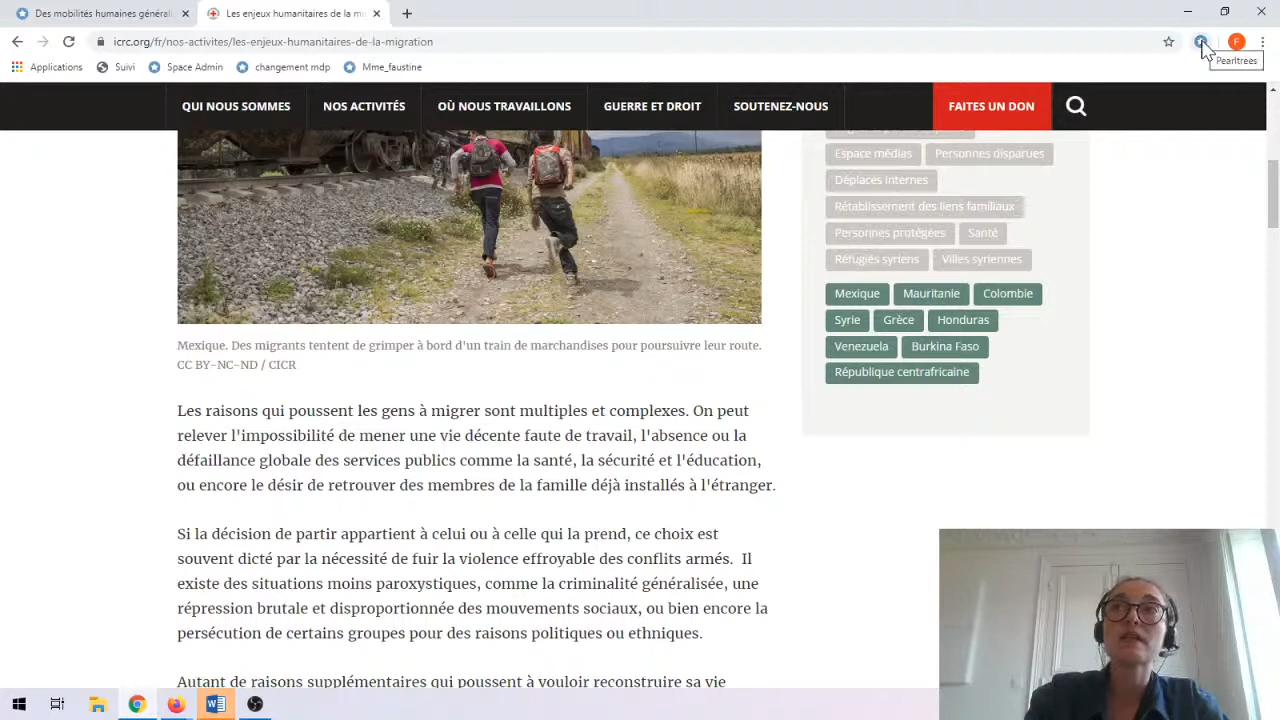 Des mobilités humaines général
Les enjeux humanitaires de la m
icrc.org/fr/nos-activites/les-enjeux-humanitaires-de-la-migration
F
Pearltrees
Applications
Suivi
Space Admin
changement mdp
Mme_faustine
QUI NOUS SOMMES
NOS ACTIVITÉS
OÙ NOUS TRAVAILLONS
GUERRE ET DROIT
SOUTENEZ-NOUS
FAITES UN DON
Espace médias Personnes disparues
Déplacés internes
Rétablissement des liens familiaux
Personnes protégées Santé
Réfugiés syriens Villes syriennes
Mexique Mauritanie Colombie
Syrie Grèce Honduras
Venezuela Burkina Faso
République centrafricaine
Mexique. Des migrants tentent de grimper à bord d'un train de marchandises pour poursuivre leur route.
CC BY-NC-ND / CICR
Les raisons qui poussent les gens à migrer sont multiples et complexes. On peut
relever l'impossibilité de mener une vie décente faute de travail, l'absence ou la
défaillance globale des services publics comme la santé, la sécurité et l'éducation,
ou encore le désir de retrouver des membres de la famille déjà installés à l'étranger.
Si la décision de partir appartient à celui ou à celle qui la prend, ce choix est
souvent dicté par la nécessité de fuir la violence effroyable des conflits armés. Il
existe des situations moins paroxystiques, comme la criminalité généralisée, une
répression brutale et disproportionnée des mouvements sociaux, ou bien encore la
persécution de certains groupes pour des raisons politiques ou ethniques.
Autant de raisons supplémentaires qui poussent à vouloir reconstruire sa vie